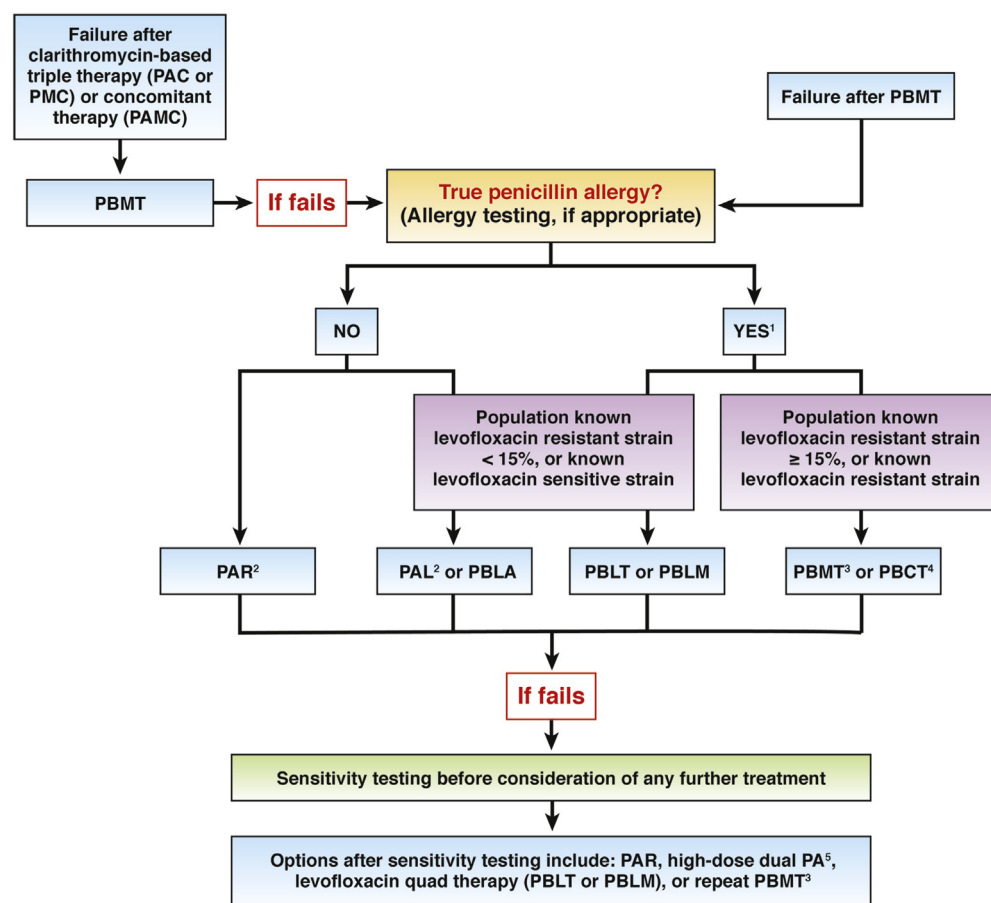 Failure after
clarithromycin-based
triple therapy (PAC or
PMC) or concomitant
therapy (PAMC)
Failure after PBMT
PBMT
If fails
True penicillin allergy?
(Allergy testing, if appropriate)
NO
YES¹
Population known
levofloxacin resistant strain
< 15%, or known
levofloxacin sensitive strain
Population known
levofloxacin resistant strain
≥ 15%, or known
levofloxacin resistant strain
PAR²
PAL² or PBLA
PBLT or PBLM
PBMT³ or PBCT⁴
If fails
Sensitivity testing before consideration of any further treatment
Options after sensitivity testing include: PAR, high-dose dual PA⁵,
levofloxacin quad therapy (PBLT or PBLM), or repeat PBMT³